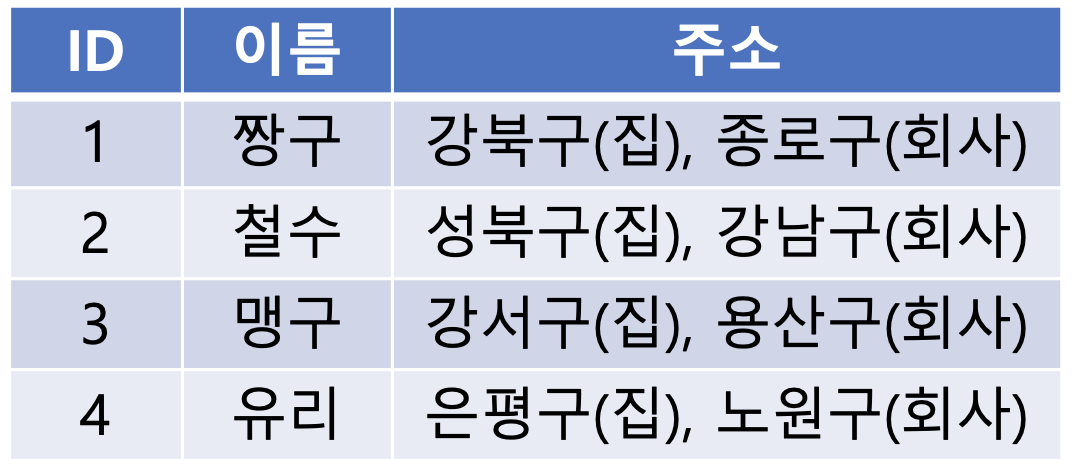 ID 이름 주소
1 짱구 강북구(집), 종로구(회사)
2 철수 성북구(집), 강남구(회사)
3 맹구 강서구(집), 용산구(회사)
4 유리 은평구(집), 노원구(회사)